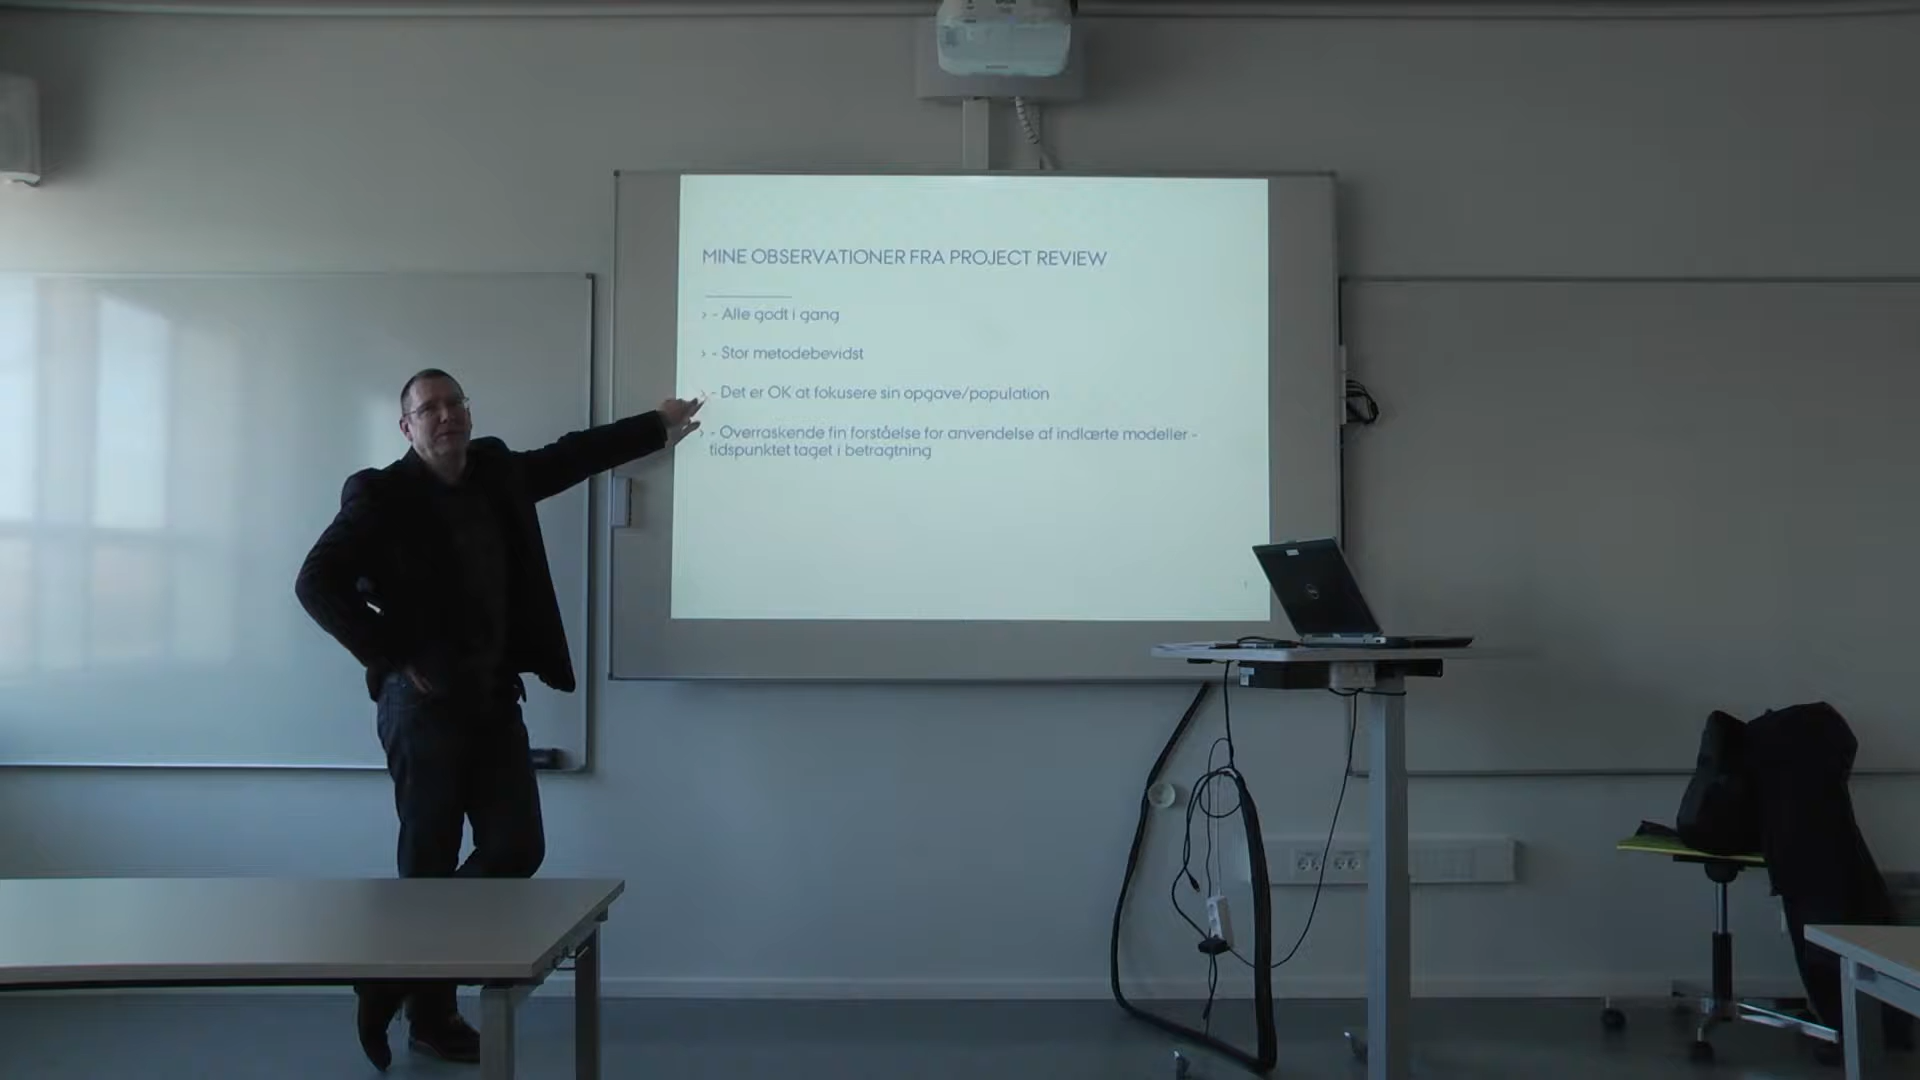 MINE OBSERVATIONER FRA PROJECT REVIEW
› - Alle godt i gang
› - Stor metodebevidst
› - Det er OK at fokusere sin opgave/population
› - Overraskende fin forståelse for anvendelse af indlærte modeller -
tidspunktet taget i betragtning